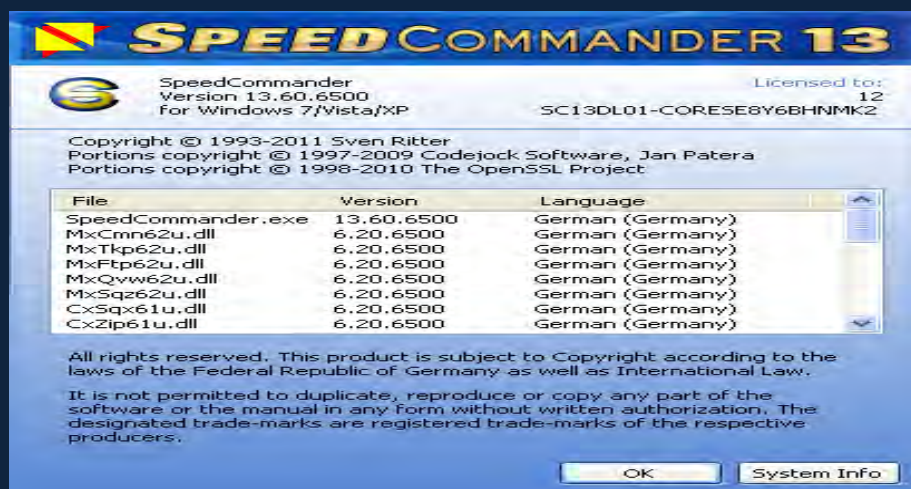 SPEEDCOMMANDER 13
SpeedCommander
Version 13.60.6500
for Windows 7/Vista/XP
Licensed to:
12
SC13DL01-CORESE8Y6BHNMK2
Copyright © 1993-2011 Sven Ritter
Portions copyright © 1997-2009 Codejock Software, Jan Patera
Portions copyright © 1998-2010 The OpenSSL Project
File Version Language
SpeedCommander.exe 13.60.6500 German (Germany)
MxCmn62u.dll 6.20.6500 German (Germany)
MxTkp62u.dll 6.20.6500 German (Germany)
MxFtp62u.dll 6.20.6500 German (Germany)
MxQvw62u.dll 6.20.6500 German (Germany)
MxSqz62u.dll 6.20.6500 German (Germany)
CxSqx61u.dll 6.20.6500 German (Germany)
CxZip61u.dll 6.20.6500 German (Germany)
All rights reserved. This product is subject to Copyright according to the
laws of the Federal Republic of Germany as well as International Law.
It is not permitted to duplicate, reproduce or copy any part of the
software or the manual in any form without written authorization. The
designated trade-marks are registered trade-marks of the respective
producers.
OK System Info